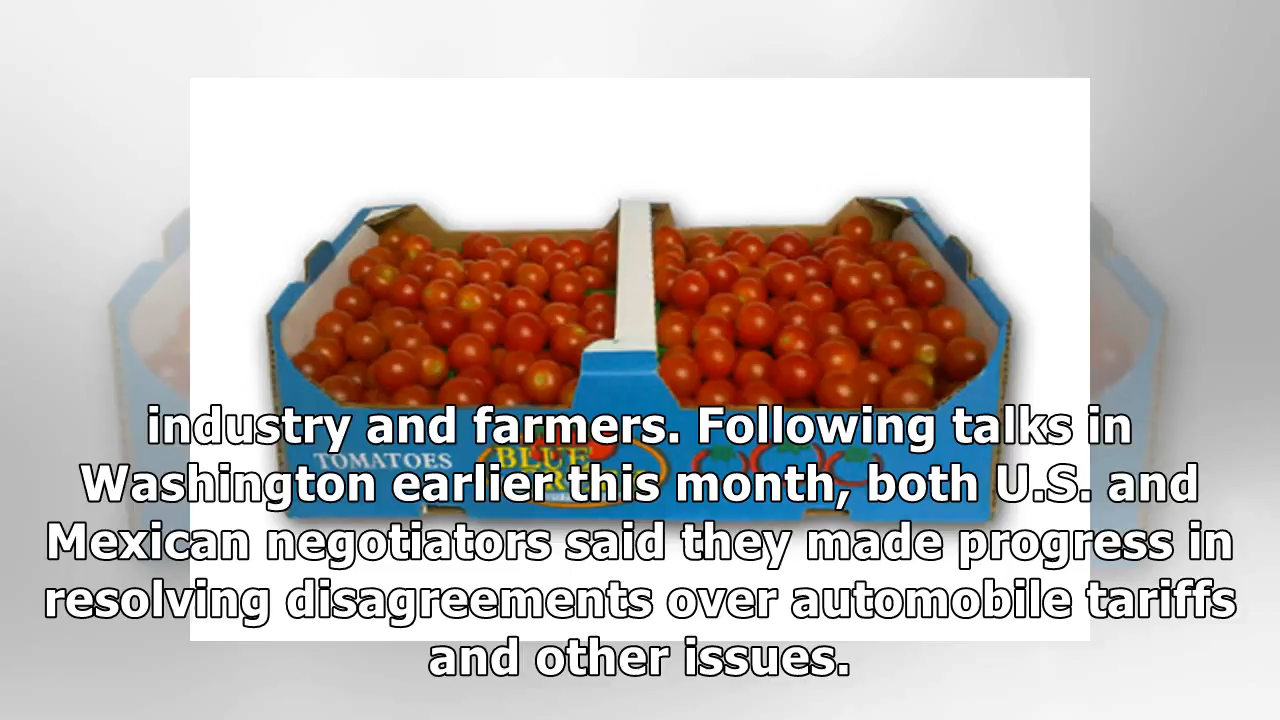 industry and farmers. Following talks in
Washington earlier this month, both U.S. and
Mexican negotiators said they made progress in
resolving disagreements over automobile tariffs
and other issues.
TOMATOES
BLUE